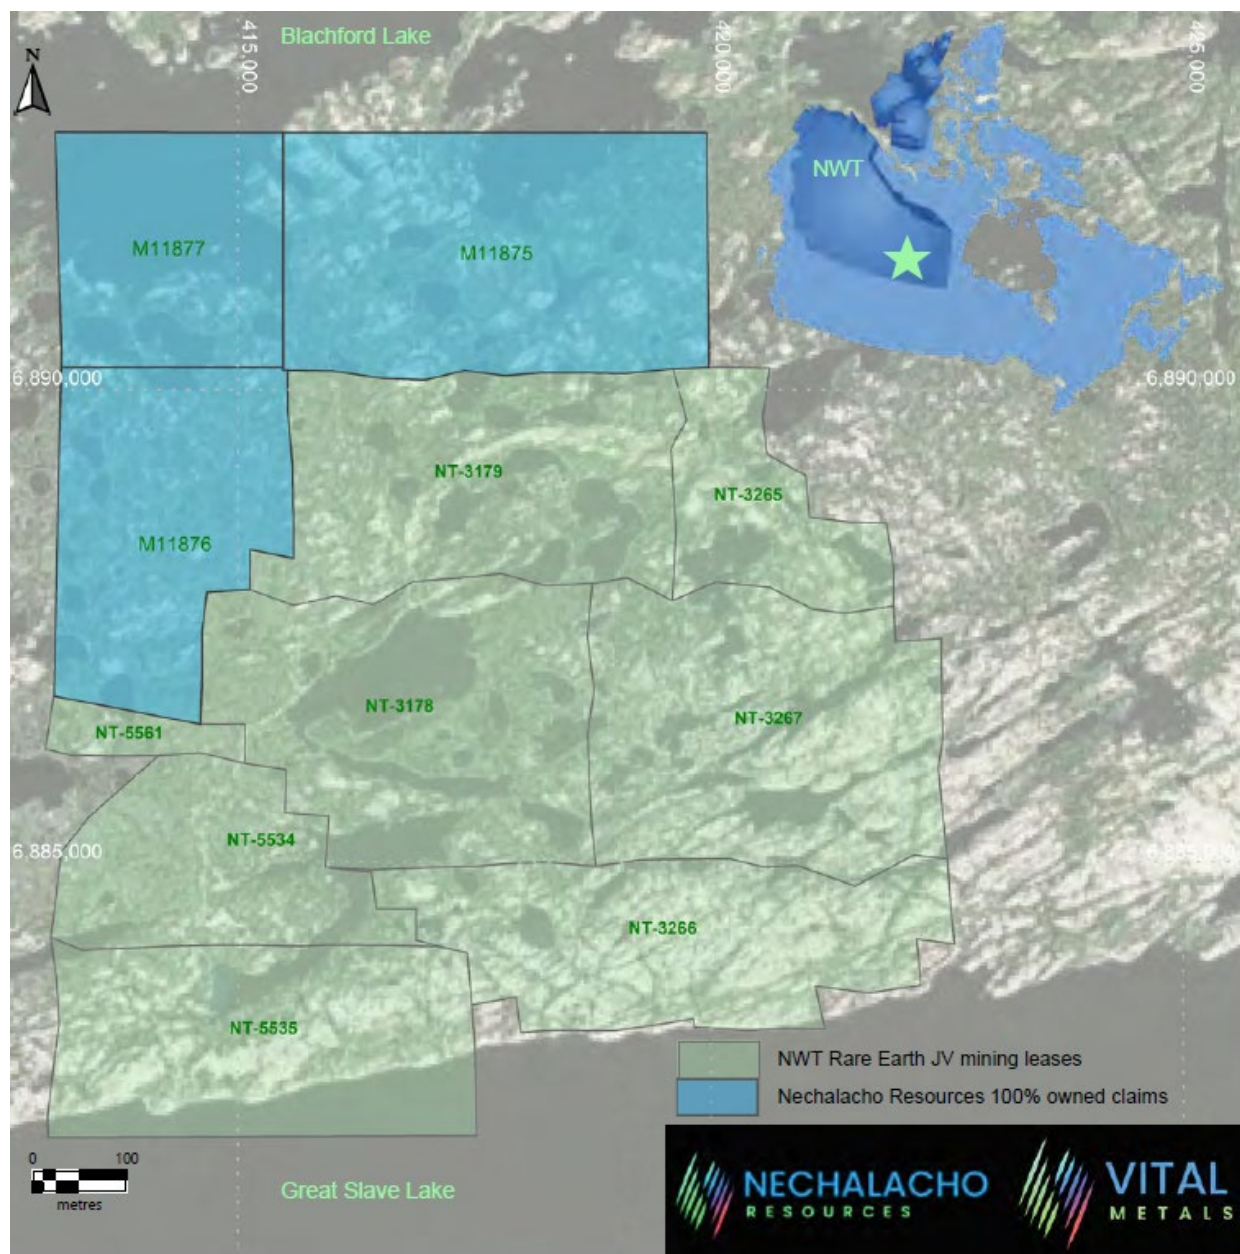 Blachford Lake
415,000
420,000
425,000
N
NWT
M11877
M11875
6,890,000
6,890,000
NT-3179
NT-3265
M11876
NT-3178
NT-3267
NT-5561
NT-5534
6,885,000
6,885,000
NT-3266
NT-5535
NWT Rare Earth JV mining leases
Nechalacho Resources 100% owned claims
0 100
metres
Great Slave Lake
NECHALACHO
RESOURCES
VITAL
METALS